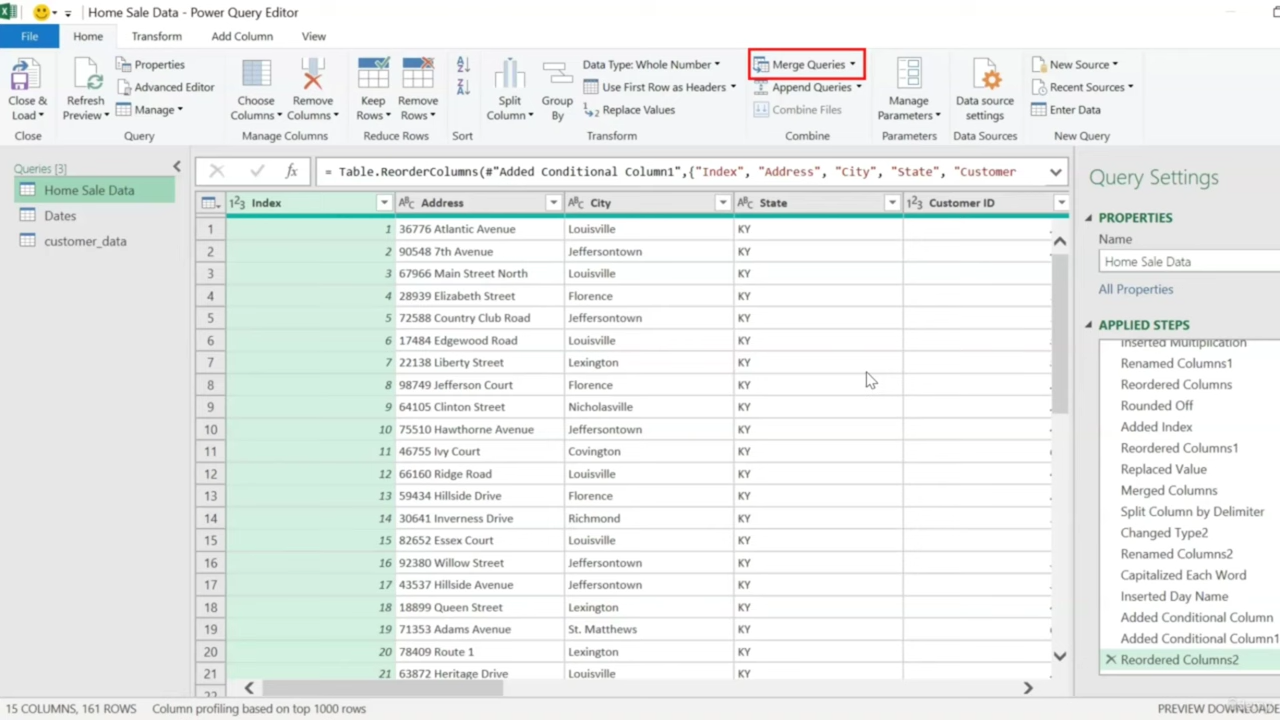 Home Sale Data - Power Query Editor
File Home Transform Add Column View
Close & Load
Close
Refresh Preview
Properties
Advanced Editor
Manage
Query
Choose Columns
Remove Columns
Manage Columns
Keep Rows
Remove Rows
Reduce Rows
Sort
Split Column
Group By
Data Type: Whole Number
Use First Row as Headers
Replace Values
Transform
Merge Queries
Append Queries
Combine Files
Combine
Manage Parameters
Parameters
Data source settings
Data Sources
New Source
Recent Sources
Enter Data
New Query
Queries [3]
Home Sale Data
Dates
customer_data
fx = Table.ReorderColumns(#"Added Conditional Column1",{"Index", "Address", "City", "State", "Customer
Index Address City State Customer ID
1 1 36776 Atlantic Avenue Louisville KY
2 2 90548 7th Avenue Jeffersontown KY
3 3 67966 Main Street North Louisville KY
4 4 28939 Elizabeth Street Florence KY
5 5 72588 Country Club Road Jeffersontown KY
6 6 17484 Edgewood Road Louisville KY
7 7 22138 Liberty Street Lexington KY
8 8 98749 Jefferson Court Florence KY
9 9 64105 Clinton Street Nicholasville KY
10 10 75510 Hawthorne Avenue Jeffersontown KY
11 11 46755 Ivy Court Covington KY
12 12 66160 Ridge Road Louisville KY
13 13 59434 Hillside Drive Florence KY
14 14 30641 Inverness Drive Richmond KY
15 15 82652 Essex Court Louisville KY
16 16 92380 Willow Street Jeffersontown KY
17 17 43537 Hillside Avenue Jeffersontown KY
18 18 18899 Queen Street Lexington KY
19 19 71353 Adams Avenue St. Matthews KY
20 20 78409 Route 1 Lexington KY
21 21 63872 Heritage Drive Louisville KY
22
Query Settings
PROPERTIES
Name
Home Sale Data
All Properties
APPLIED STEPS
Inserted Multiplication
Renamed Columns1
Reordered Columns
Rounded Off
Added Index
Reordered Columns1
Replaced Value
Merged Columns
Split Column by Delimiter
Changed Type2
Renamed Columns2
Capitalized Each Word
Inserted Day Name
Added Conditional Column
Added Conditional Column1
Reordered Columns2
15 COLUMNS, 161 ROWS Column profiling based on top 1000 rows
PREVIEW DOWNLOADE